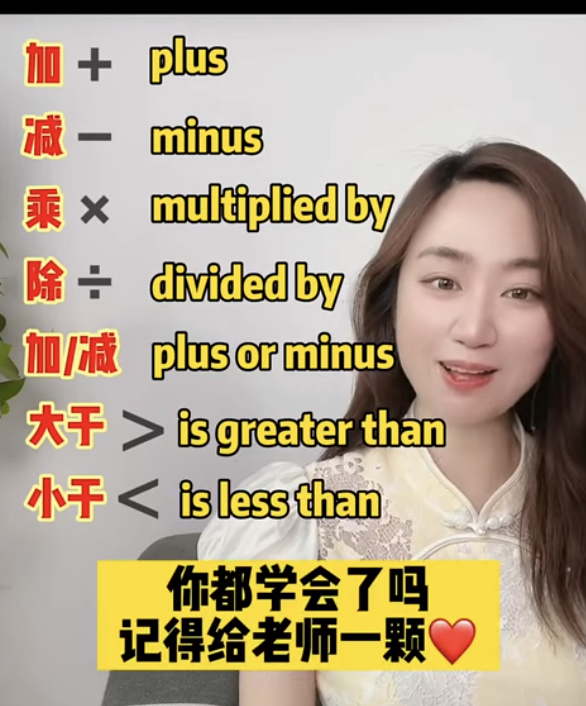 加 + plus
减 − minus
乘 × multiplied by
除 ÷ divided by
加/减 plus or minus
大于 > is greater than
小于 < is less than
你都学会了吗
记得给老师一颗❤️